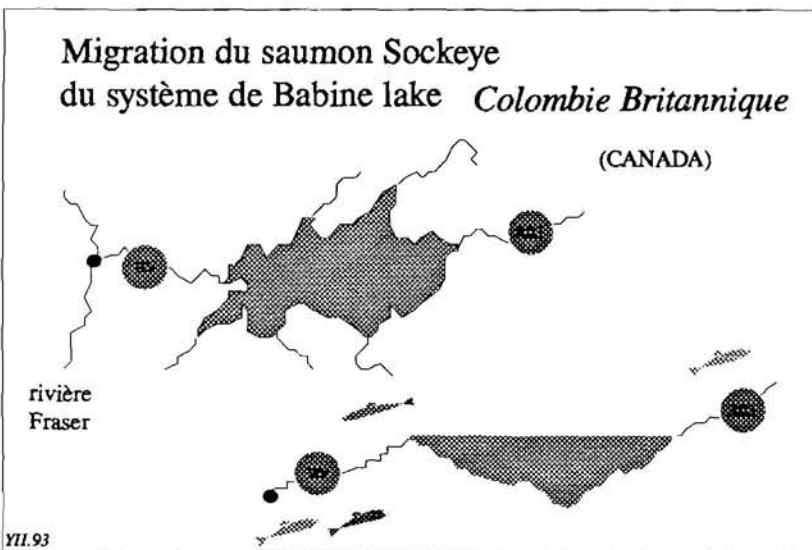 Migration du saumon Sockeye
du système de Babine lake Colombie Britannique
(CANADA)
rivière
Fraser
YII.93